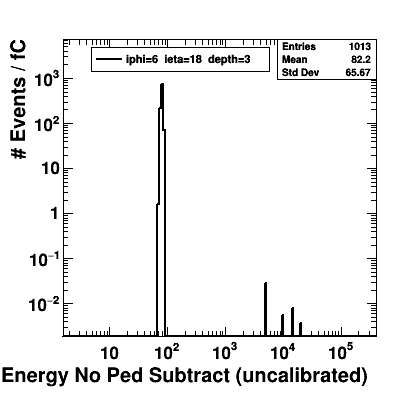 # Events / fC
iphi=6 ieta=18 depth=3
Entries 1013
Mean 82.2
Std Dev 65.67
10³
10²
10
1
10⁻¹
10⁻²
10 10² 10³ 10⁴ 10⁵
Energy No Ped Subtract (uncalibrated)